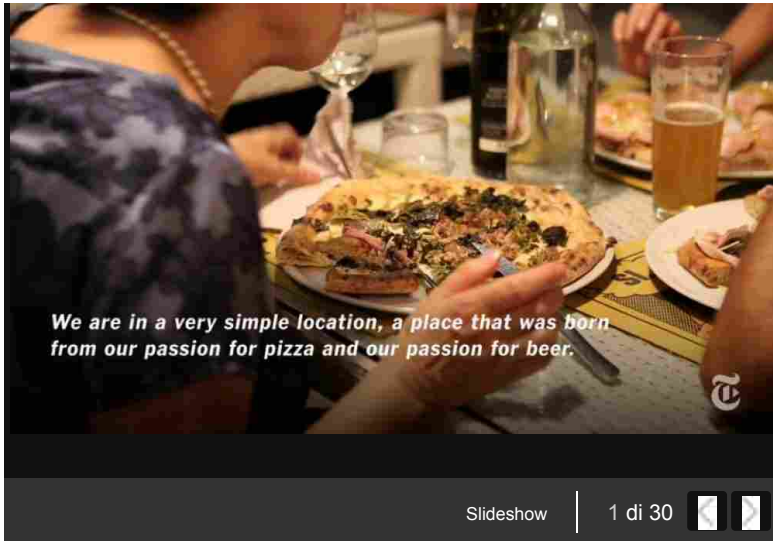 We are in a very simple location, a place that was born
from our passion for pizza and our passion for beer.
T
Slideshow
1 di 30